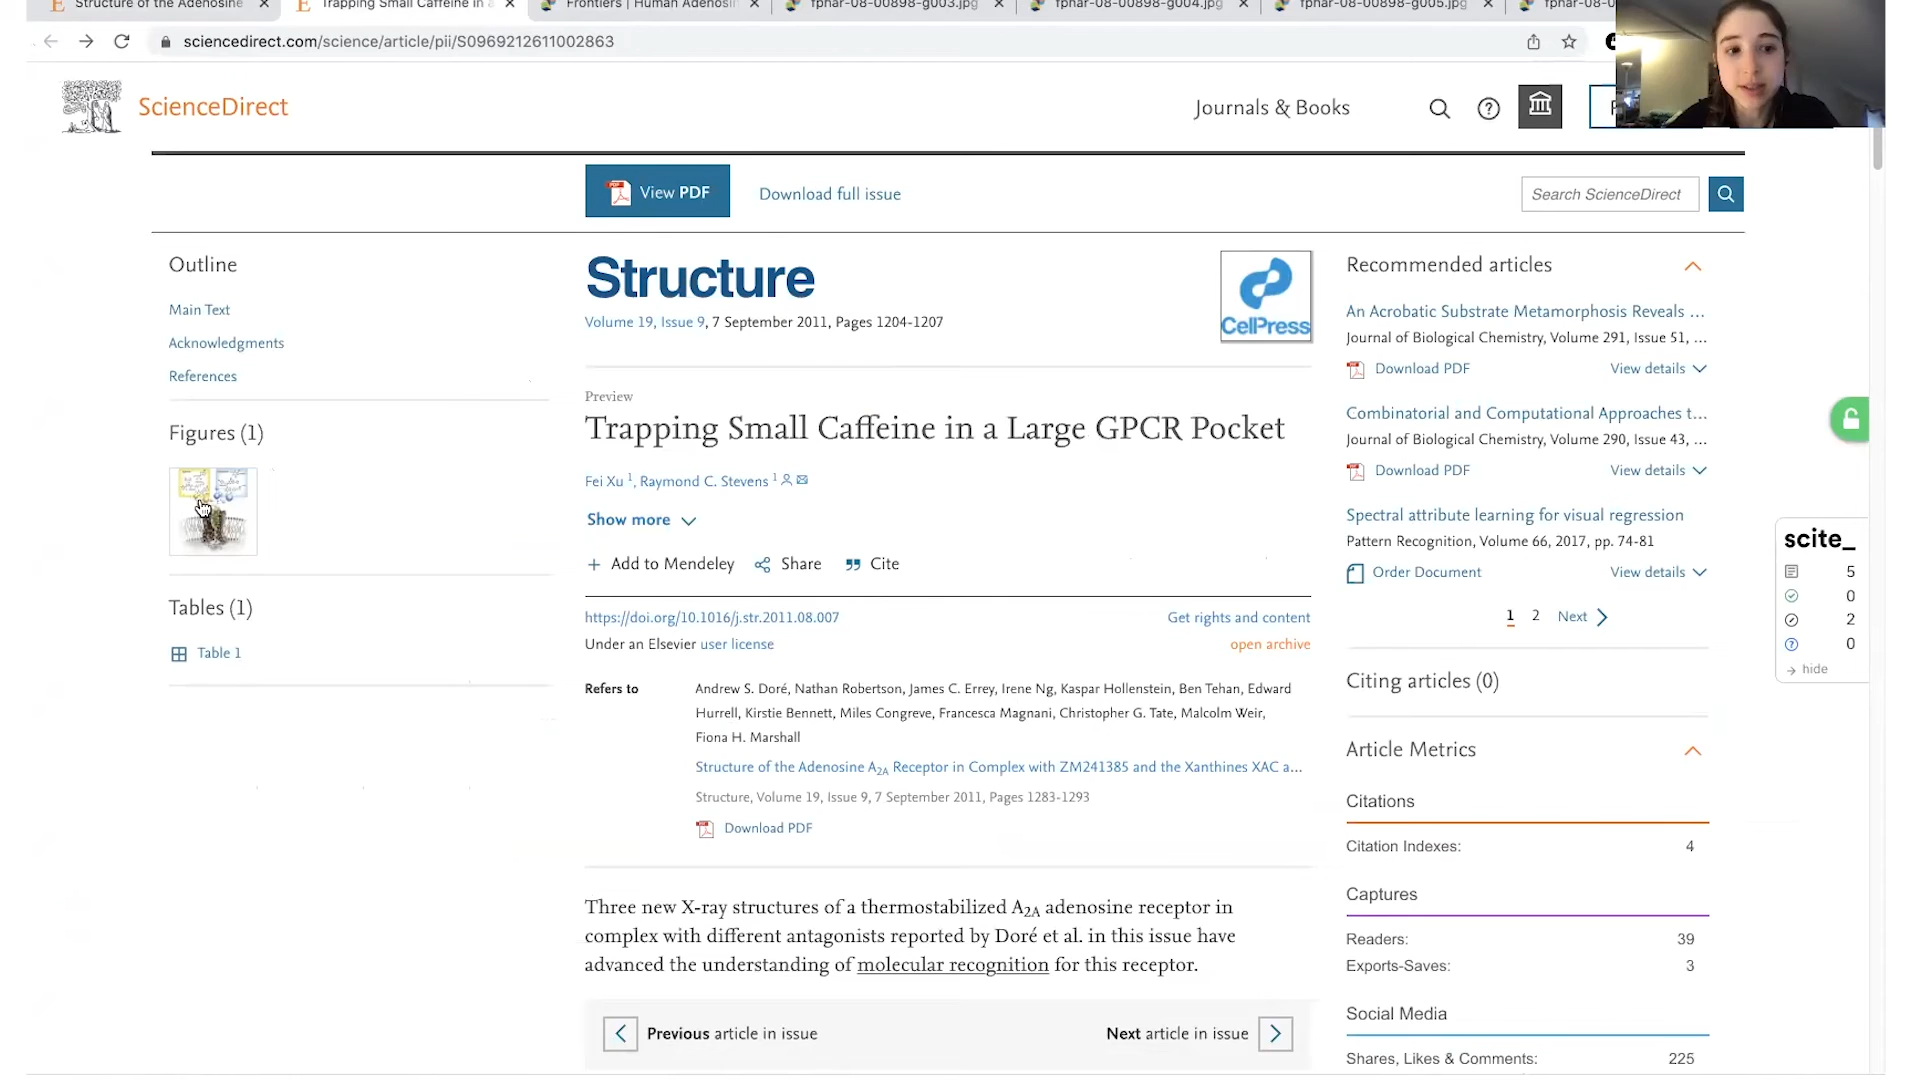 Structure of the Adenosine
Trapping Small Caffeine in a
Frontiers | Human Adenosin
fphar-08-00898-g003.jpg
fphar-08-00898-g004.jpg
fphar-08-00898-g005.jpg
fphar-08-0
sciencedirect.com/science/article/pii/S0969212611002863
ScienceDirect
Journals & Books
View PDF
Download full issue
Search ScienceDirect
Outline
Main Text
Acknowledgments
References
Figures (1)
Tables (1)
Table 1
Structure
CellPress
Volume 19, Issue 9, 7 September 2011, Pages 1204-1207
Preview
Trapping Small Caffeine in a Large GPCR Pocket
Fei Xu 1, Raymond C. Stevens 1
Show more
Add to Mendeley
Share
Cite
https://doi.org/10.1016/j.str.2011.08.007
Get rights and content
Under an Elsevier user license
open archive
Refers to
Andrew S. Doré, Nathan Robertson, James C. Errey, Irene Ng, Kaspar Hollenstein, Ben Tehan, Edward
Hurrell, Kirstie Bennett, Miles Congreve, Francesca Magnani, Christopher G. Tate, Malcolm Weir,
Fiona H. Marshall
Structure of the Adenosine A2A Receptor in Complex with ZM241385 and the Xanthines XAC a...
Structure, Volume 19, Issue 9, 7 September 2011, Pages 1283-1293
Download PDF
Three new X-ray structures of a thermostabilized A2A adenosine receptor in
complex with different antagonists reported by Doré et al. in this issue have
advanced the understanding of molecular recognition for this receptor.
Previous article in issue
Next article in issue
Recommended articles
An Acrobatic Substrate Metamorphosis Reveals ...
Journal of Biological Chemistry, Volume 291, Issue 51, ...
Download PDF
View details
Combinatorial and Computational Approaches t...
Journal of Biological Chemistry, Volume 290, Issue 43, ...
Download PDF
View details
Spectral attribute learning for visual regression
Pattern Recognition, Volume 66, 2017, pp. 74-81
Order Document
View details
1 2 Next
Citing articles (0)
Article Metrics
Citations
Citation Indexes: 4
Captures
Readers: 39
Exports-Saves: 3
Social Media
Shares, Likes & Comments: 225
scite_
5
0
2
0
hide